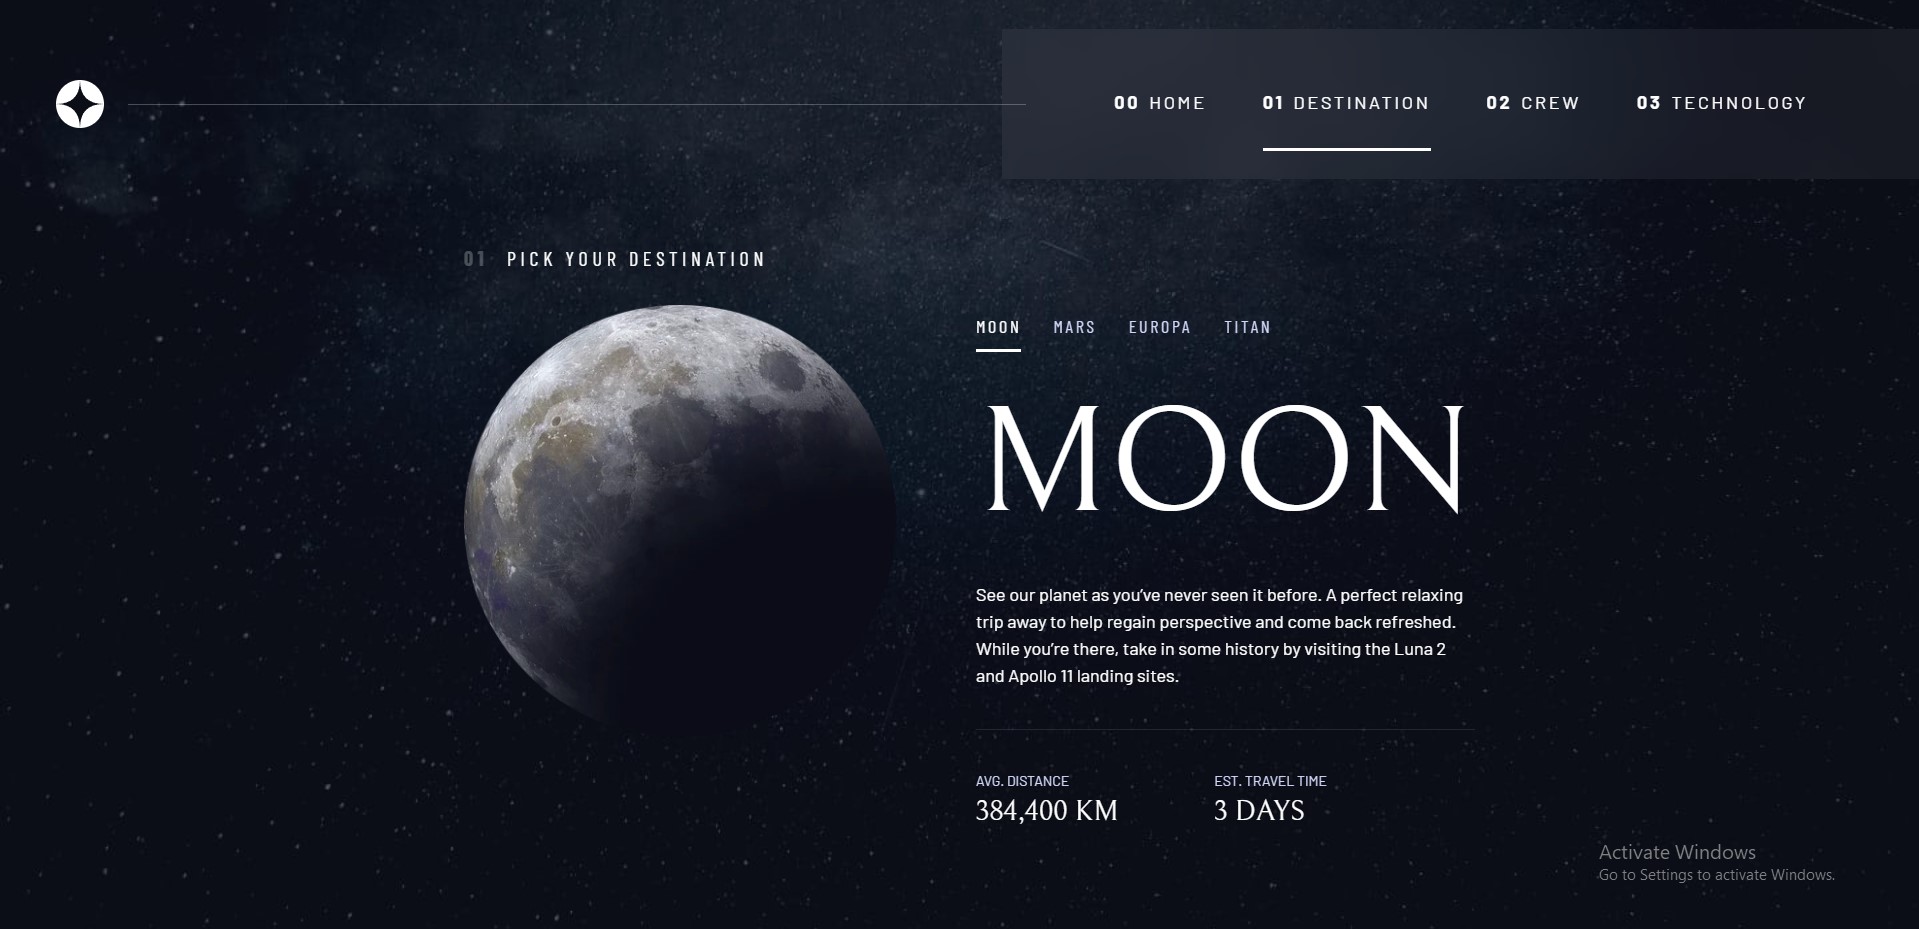 00 HOME 01 DESTINATION 02 CREW 03 TECHNOLOGY
01 PICK YOUR DESTINATION
MOON MARS EUROPA TITAN
MOON
See our planet as you’ve never seen it before. A perfect relaxing
trip away to help regain perspective and come back refreshed.
While you’re there, take in some history by visiting the Luna 2
and Apollo 11 landing sites.
AVG. DISTANCE
384,400 KM
EST. TRAVEL TIME
3 DAYS
Activate Windows
Go to Settings to activate Windows.